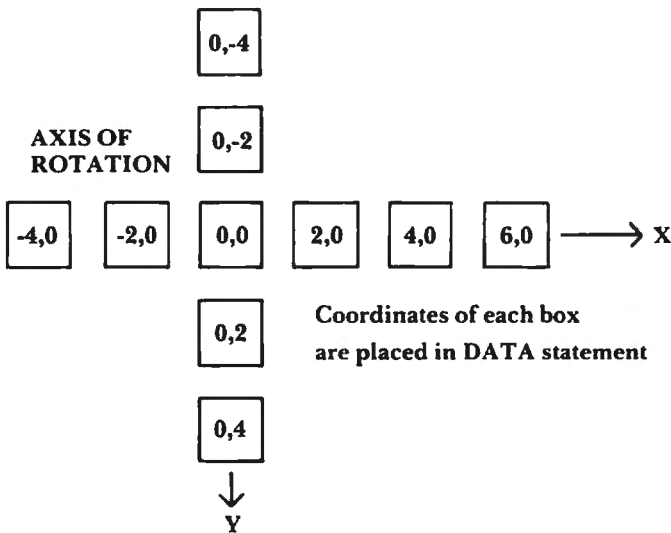 0,-4
AXIS OF
ROTATION
0,-2
-4,0 -2,0 0,0 2,0 4,0 6,0 X
0,2
Coordinates of each box
are placed in DATA statement
0,4
Y